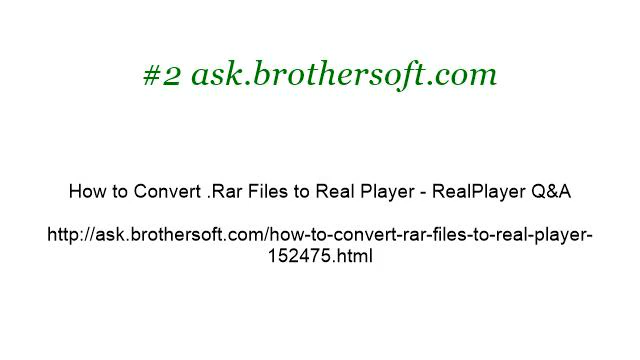 #2 ask.brothersoft.com
How to Convert .Rar Files to Real Player - RealPlayer Q&A
http://ask.brothersoft.com/how-to-convert-rar-files-to-real-player-
152475.html